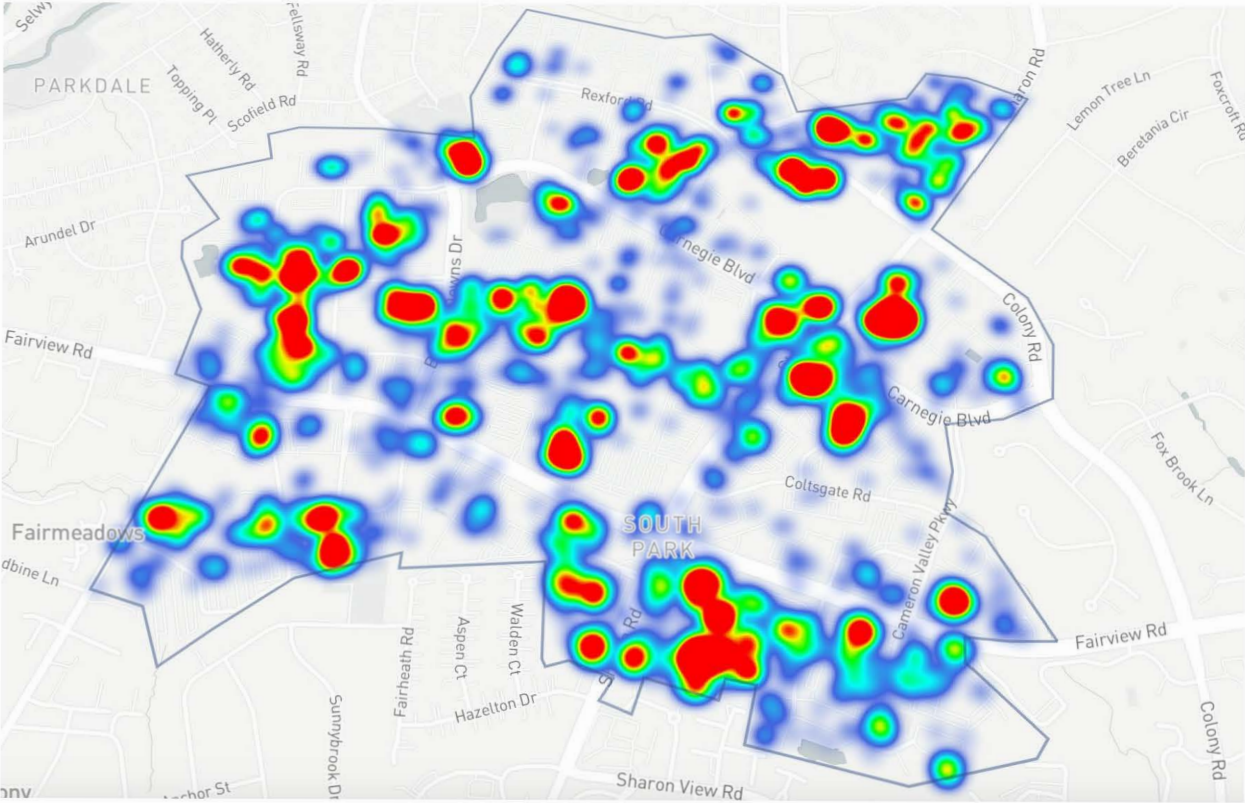 Fellsway Rd
Hatherly Rd
PARKDALE
Topping Pl
Scofield Rd
Rexford Rd
Lemon Tree Ln
Foxcroft Rd
Beretania Cir
Arundel Dr
Carnegie Blvd
Colony Rd
Fairview Rd
Carnegie Blvd
Fox Brook Ln
Coltsgate Rd
SOUTH
PARK
Fairmeadows
dbine Ln
Cameron Valley Pkwy
Fairview Rd
Rd
Walden Ct
Aspen Ct
Fairheath Rd
Hazelton Dr
Sunnybrook Dr
Colony Rd
Sharon View Rd